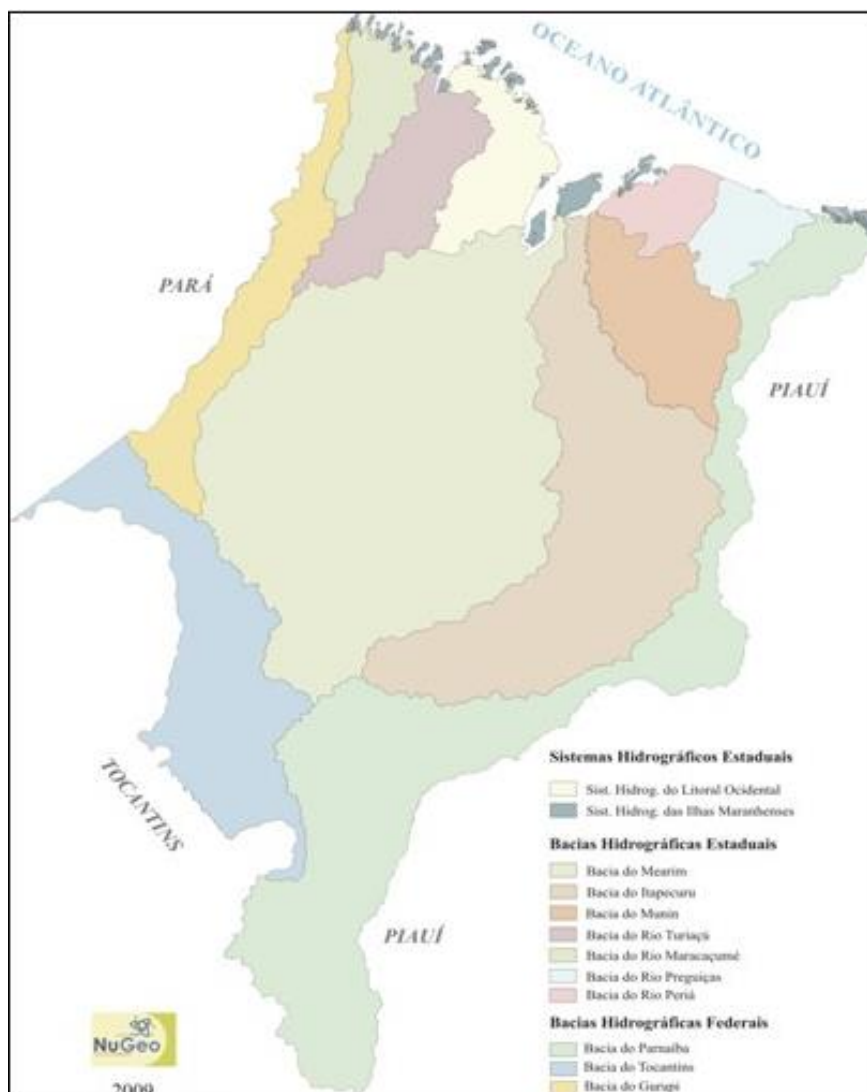 OCEANO ATLÂNTICO
PARÁ
PIAUÍ
TOCANTINS
PIAUÍ
Sistemas Hidrográficos Estaduais
Sist. Hidrog. do Litoral Ocidental
Sist. Hidrog. das Ilhas Maranhenses
Bacias Hidrográficas Estaduais
Bacia do Mearim
Bacia do Itapecuru
Bacia do Munin
Bacia do Rio Turiaçú
Bacia do Rio Maracaçumé
Bacia do Rio Preguiças
Bacia do Rio Periá
Bacias Hidrográficas Federais
Bacia do Parnaíba
Bacia do Tocantins
Bacia do Gurupi
NuGeo
2009